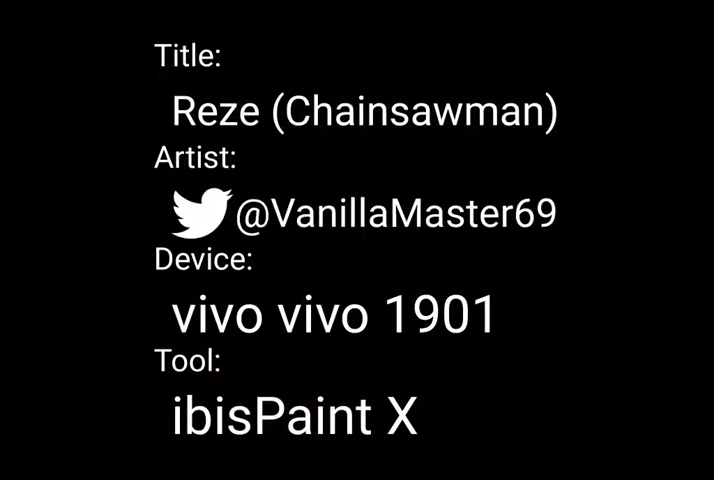 Title:
Reze (Chainsawman)
Artist:
@VanillaMaster69
Device:
vivo vivo 1901
Tool:
ibisPaint X